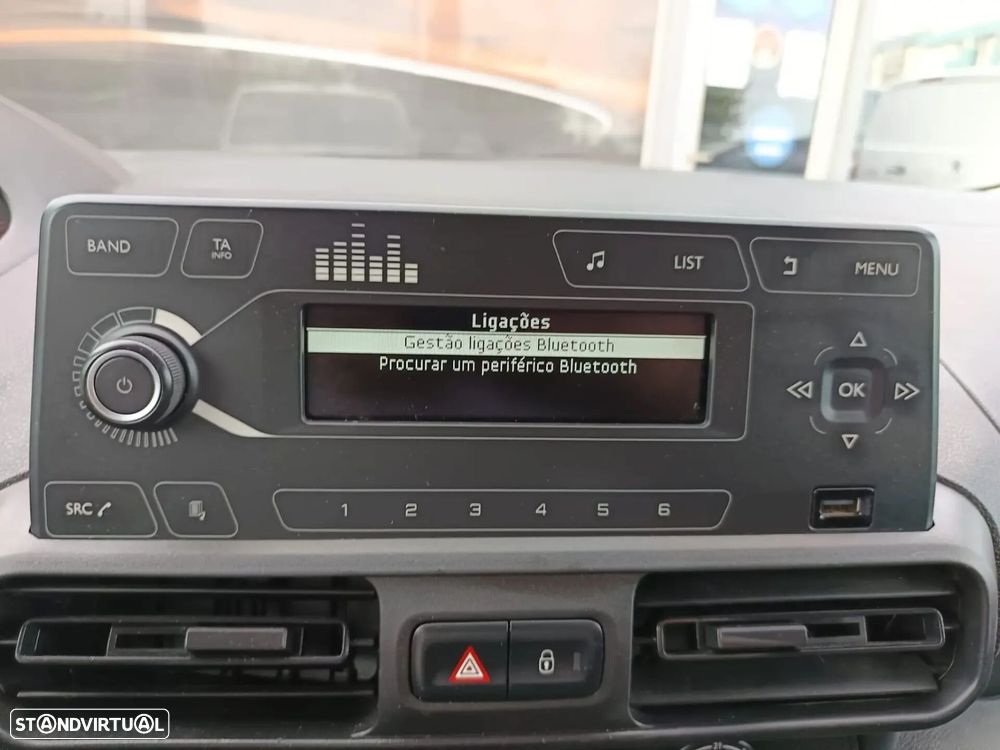 BAND
TA
INFO
LIST
MENU
Ligações
Gestão ligações Bluetooth
Procurar um periférico Bluetooth
OK
SRC
1 2 3 4 5 6
STANDVIRTUAL